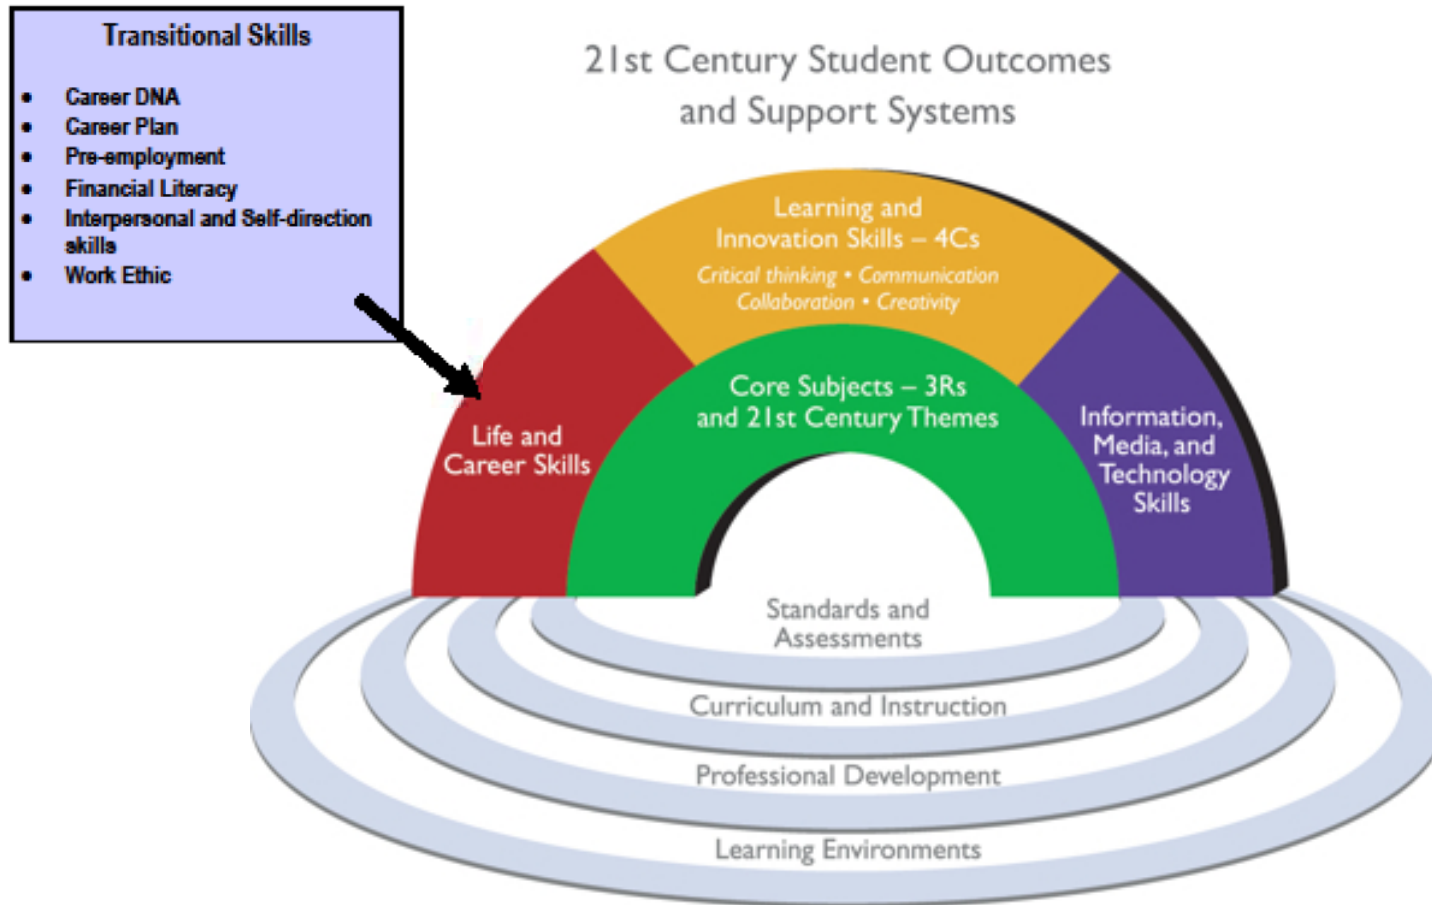 Transitional Skills
• Career DNA
• Career Plan
• Pre-employment
• Financial Literacy
• Interpersonal and Self-direction
skills
• Work Ethic
21st Century Student Outcomes
and Support Systems
Learning and
Innovation Skills – 4Cs
Critical thinking • Communication
Collaboration • Creativity
Core Subjects – 3Rs
and 21st Century Themes
Life and
Career Skills
Information,
Media, and
Technology
Skills
Standards and
Assessments
Curriculum and Instruction
Professional Development
Learning Environments